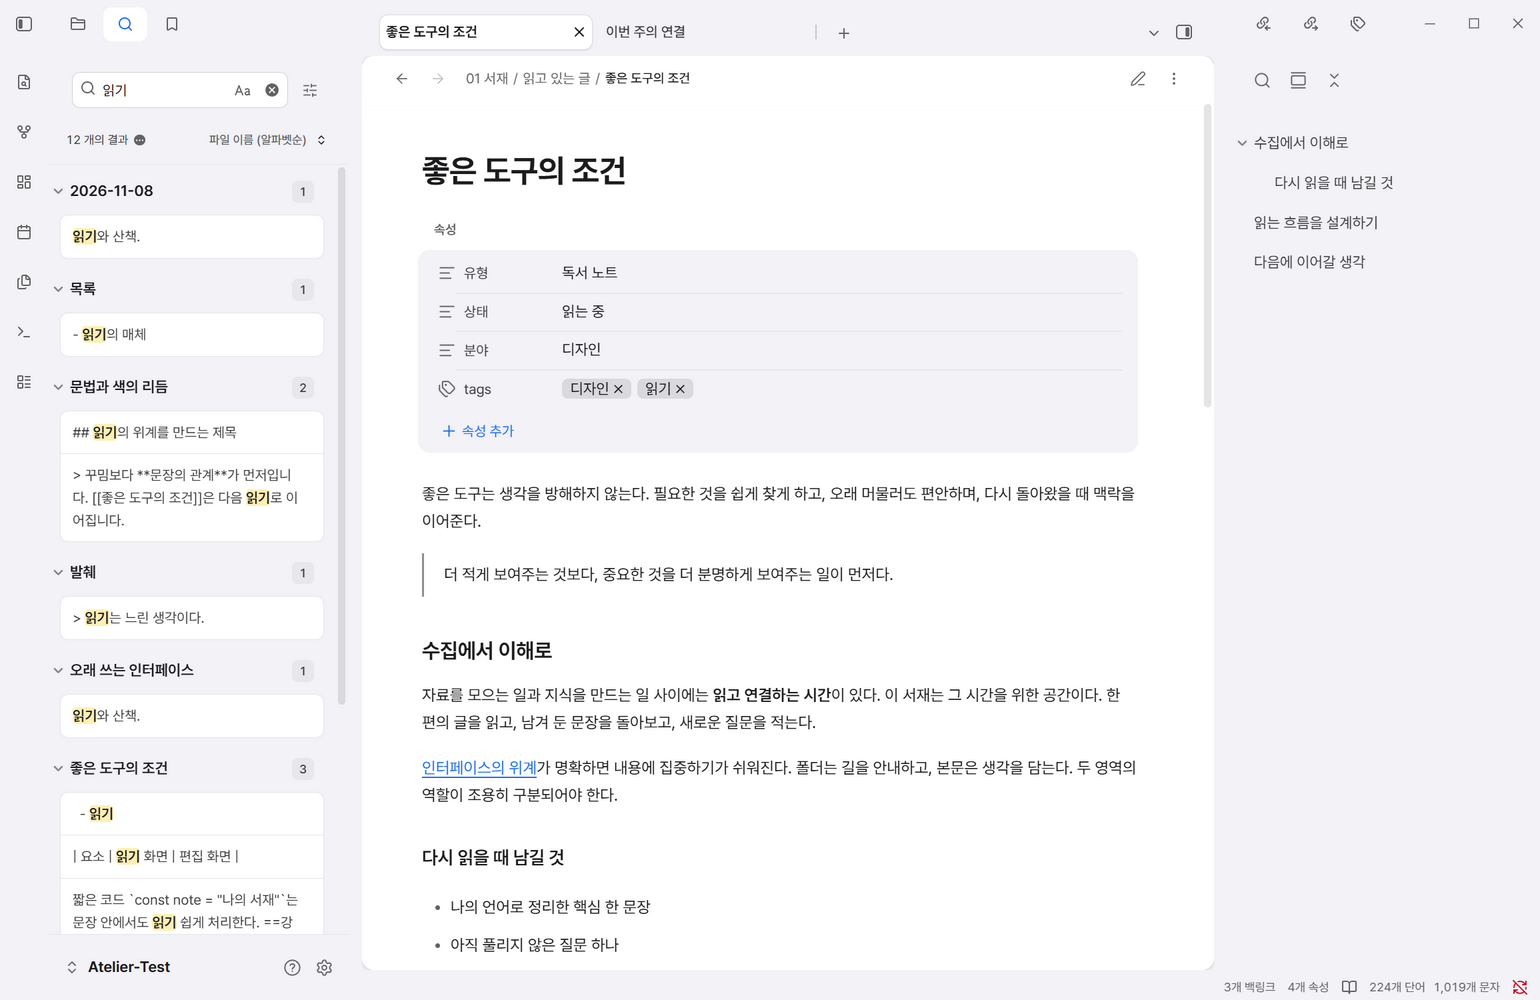 좋은 도구의 조건
이번 주의 연결
읽기
Aa
12 개의 결과
파일 이름 (알파벳순)
2026-11-08
1
읽기와 산책.
목록
1
- 읽기의 매체
문법과 색의 리듬
2
## 읽기의 위계를 만드는 제목
> 꾸밈보다 **문장의 관계**가 먼저입니
다. [[좋은 도구의 조건]]은 다음 읽기로 이
어집니다.
발췌
1
> 읽기는 느린 생각이다.
오래 쓰는 인터페이스
1
읽기와 산책.
좋은 도구의 조건
3
- 읽기
| 요소 | 읽기 화면 | 편집 화면 |
짧은 코드 `const note = "나의 서재"`는
문장 안에서도 읽기 쉽게 처리한다. ==강
Atelier-Test
01 서재 / 읽고 있는 글 / 좋은 도구의 조건
좋은 도구의 조건
속성
유형 독서 노트
상태 읽는 중
분야 디자인
tags 디자인 읽기
속성 추가
좋은 도구는 생각을 방해하지 않는다. 필요한 것을 쉽게 찾게 하고, 오래 머물러도 편안하며, 다시 돌아왔을 때 맥락을
이어준다.
더 적게 보여주는 것보다, 중요한 것을 더 분명하게 보여주는 일이 먼저다.
수집에서 이해로
자료를 모으는 일과 지식을 만드는 일 사이에는 읽고 연결하는 시간이 있다. 이 서재는 그 시간을 위한 공간이다. 한
편의 글을 읽고, 남겨 둔 문장을 돌아보고, 새로운 질문을 적는다.
인터페이스의 위계가 명확하면 내용에 집중하기가 쉬워진다. 폴더는 길을 안내하고, 본문은 생각을 담는다. 두 영역의
역할이 조용히 구분되어야 한다.
다시 읽을 때 남길 것
• 나의 언어로 정리한 핵심 한 문장
• 아직 풀리지 않은 질문 하나
수집에서 이해로
다시 읽을 때 남길 것
읽는 흐름을 설계하기
다음에 이어갈 생각
3개 백링크
4개 속성
224개 단어
1,019개 문자